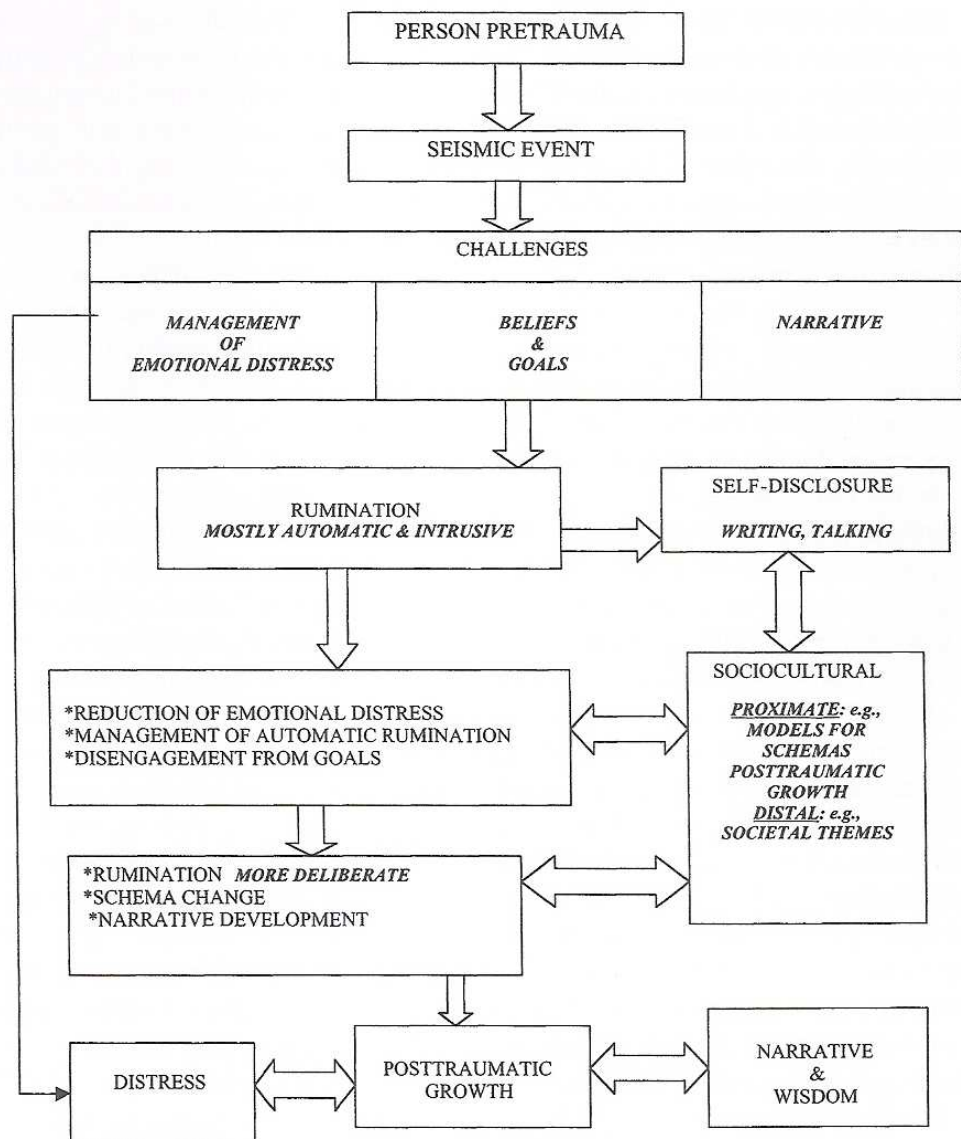 PERSON PRETRAUMA
SEISMIC EVENT
CHALLENGES
MANAGEMENT
OF
EMOTIONAL DISTRESS
BELIEFS
&
GOALS
NARRATIVE
RUMINATION
MOSTLY AUTOMATIC & INTRUSIVE
SELF-DISCLOSURE
WRITING, TALKING
*REDUCTION OF EMOTIONAL DISTRESS
*MANAGEMENT OF AUTOMATIC RUMINATION
*DISENGAGEMENT FROM GOALS
SOCIOCULTURAL
PROXIMATE: e.g.,
MODELS FOR
SCHEMAS
POSTTRAUMATIC
GROWTH
DISTAL: e.g.,
SOCIETAL THEMES
*RUMINATION MORE DELIBERATE
*SCHEMA CHANGE
*NARRATIVE DEVELOPMENT
DISTRESS
POSTTRAUMATIC
GROWTH
NARRATIVE
&
WISDOM